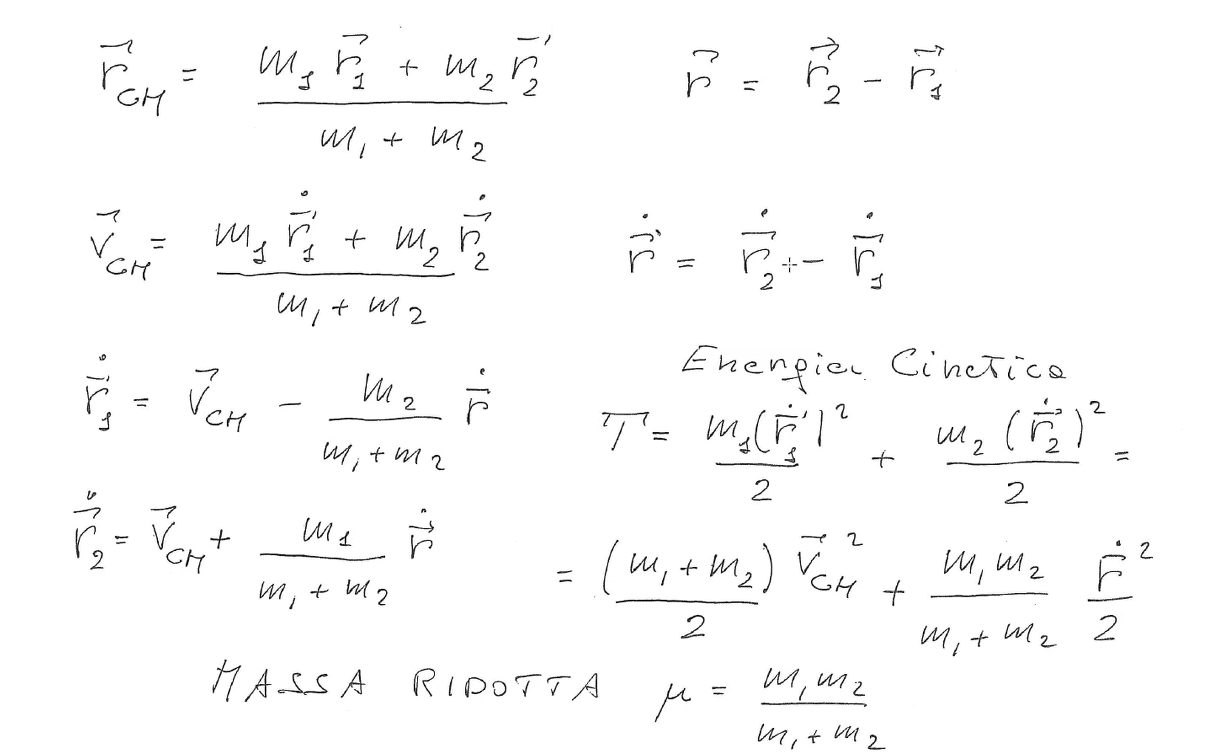 $\vec{r}_{CM} = \frac{m_1 \vec{r}_1 + m_2 \vec{r}_2}{m_1 + m_2}$ $\vec{r} = \vec{r}_2 - \vec{r}_1$
$\vec{v}_{CM} = \frac{m_1 \dot{\vec{r}}_1 + m_2 \dot{\vec{r}}_2}{m_1 + m_2}$ $\dot{\vec{r}} = \dot{\vec{r}}_2 - \dot{\vec{r}}_1$
$\dot{\vec{r}}_1 = \vec{v}_{CM} - \frac{m_2}{m_1 + m_2} \dot{\vec{r}}$
Energia Cinetica
$T = \frac{m_1 (\dot{\vec{r}}_1)^2}{2} + \frac{m_2 (\dot{\vec{r}}_2)^2}{2} =$
$\dot{\vec{r}}_2 = \vec{v}_{CM} + \frac{m_1}{m_1 + m_2} \dot{\vec{r}}$
$= \frac{(m_1 + m_2)}{2} \vec{v}_{CM}^2 + \frac{m_1 m_2}{m_1 + m_2} \frac{\dot{\vec{r}}^2}{2}$
MASSA RIDOTTA $\mu = \frac{m_1 m_2}{m_1 + m_2}$